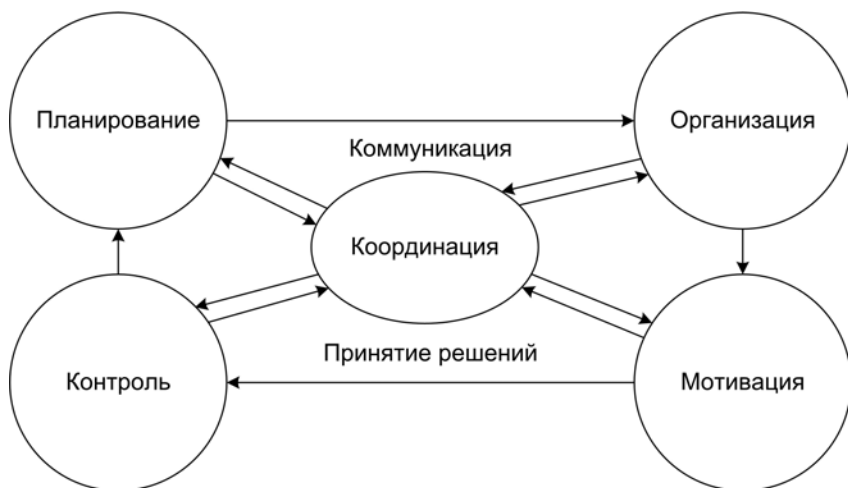 Планирование
Организация
Коммуникация
Координация
Принятие решений
Контроль
Мотивация